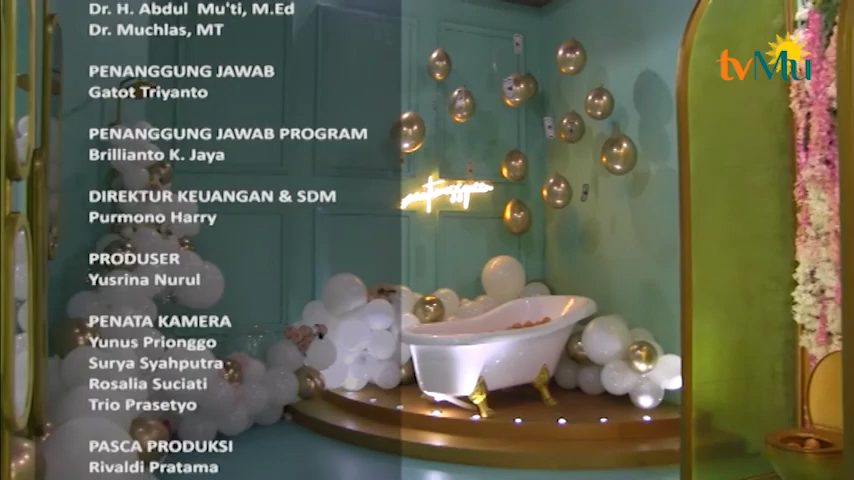 Dr. H. Abdul Mu'ti, M.Ed
Dr. Muchlas, MT
PENANGGUNG JAWAB
Gatot Triyanto
PENANGGUNG JAWAB PROGRAM
Brillianto K. Jaya
DIREKTUR KEUANGAN & SDM
Purmono Harry
PRODUSER
Yusrina Nurul
PENATA KAMERA
Yunus Prionggo
Surya Syahputra
Rosalia Suciati
Trio Prasetyo
PASCA PRODUKSI
Rivaldi Pratama
tvMu